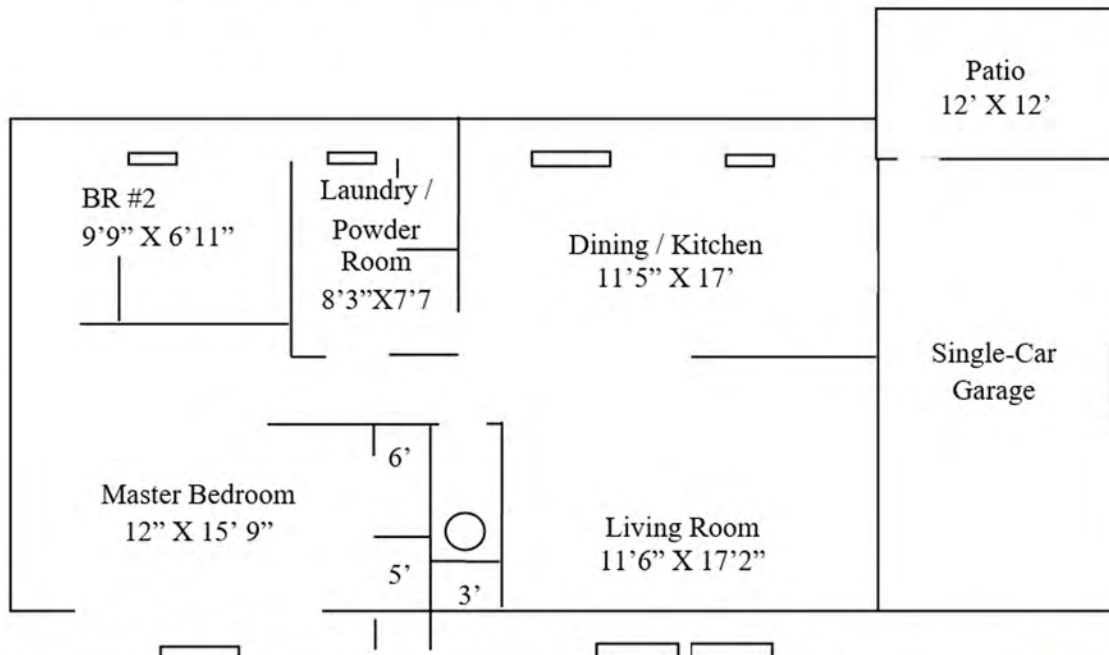 Patio
12’ X 12’
BR #2
9’9” X 6’11”
Laundry /
Powder
Room
8’3”X7’7
Dining / Kitchen
11’5” X 17’
Single-Car
Garage
6’
Master Bedroom
12” X 15’ 9”
Living Room
11’6” X 17’2”
5’
3’